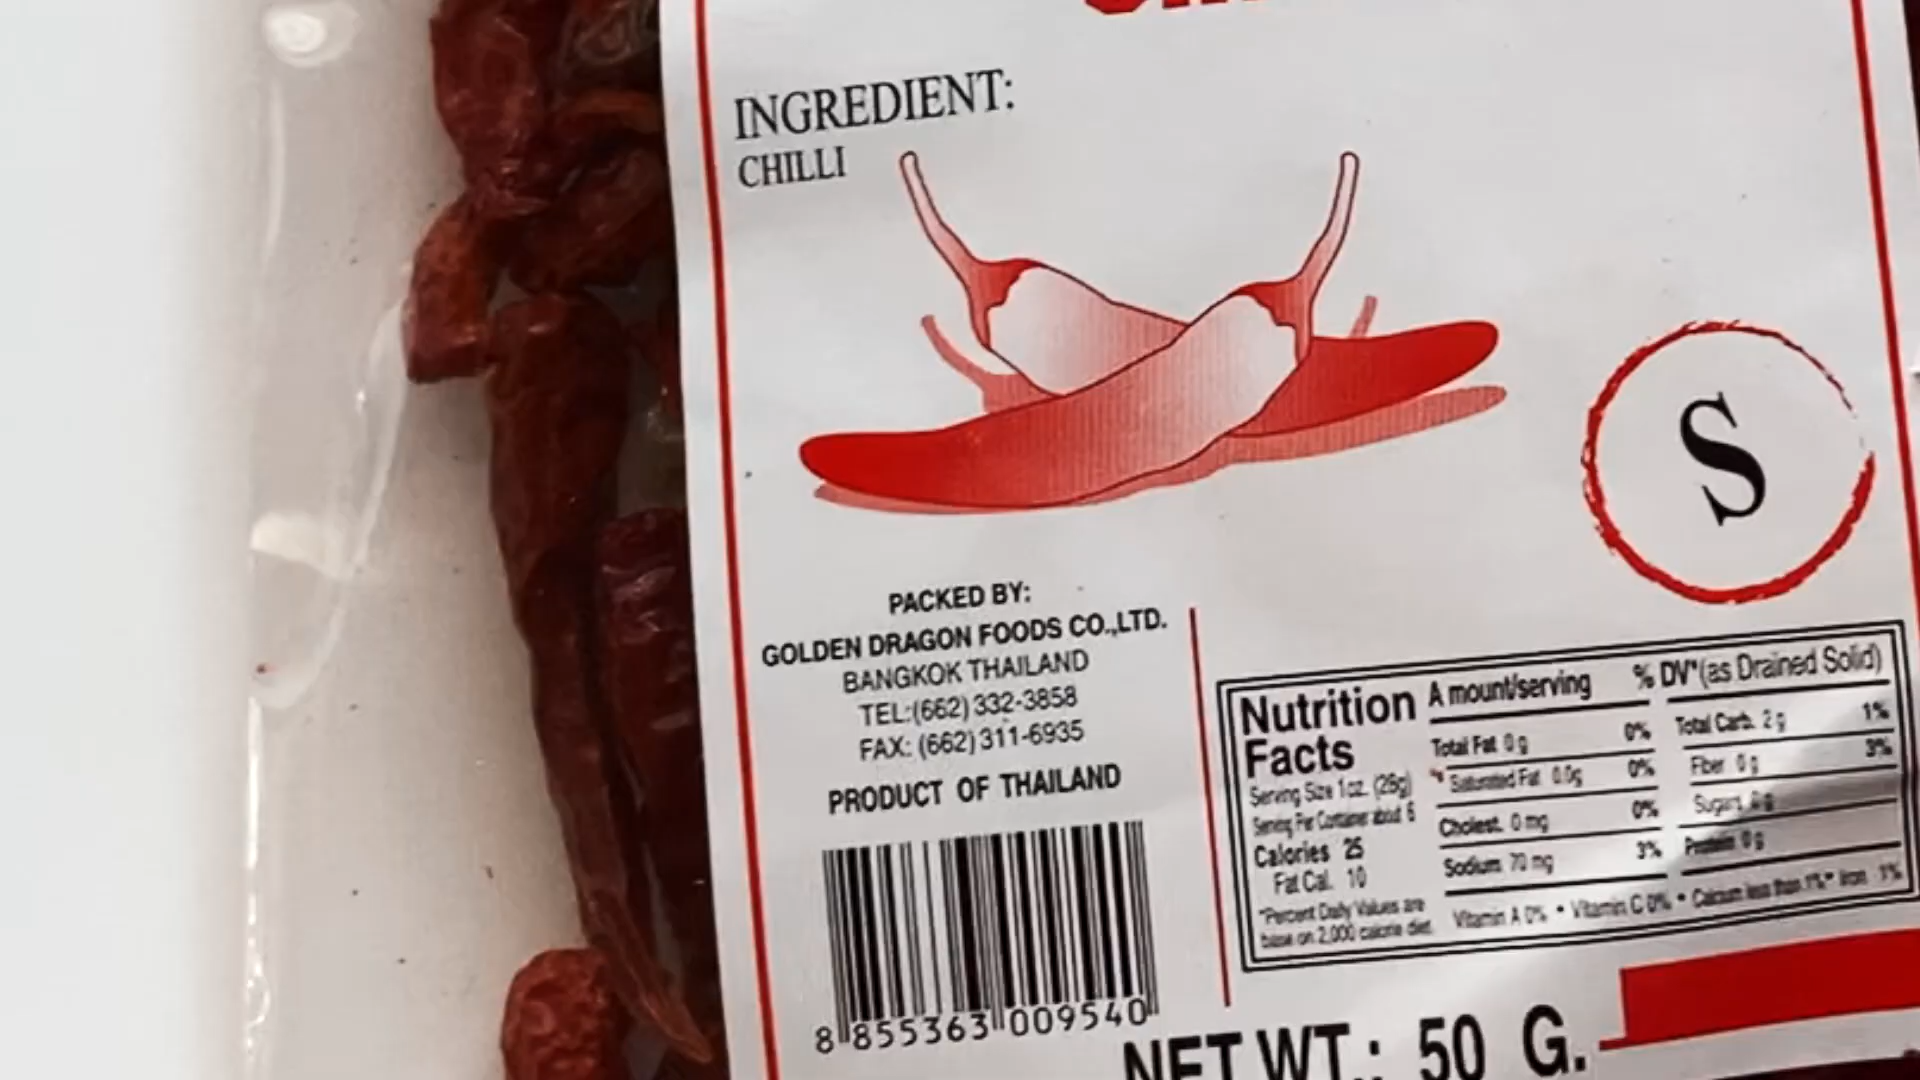 INGREDIENT:
CHILLI
S
PACKED BY:
GOLDEN DRAGON FOODS CO.,LTD.
BANGKOK THAILAND
TEL:(662) 332-3858
FAX: (662) 311-6935
PRODUCT OF THAILAND
8 855363 009540
Nutrition Facts
Serving Size 1 oz. (28g)
Serving Per Container about 6
Calories 25
Fat Cal. 10
*Percent Daily Values are
base on 2,000 calorie diet.
Amount/serving % DV*(as Drained Solid)
Total Fat 0 g 0% Total Carb. 2 g 1%
Saturated Fat 0.0g 0% Fiber 0 g 3%
Cholest. 0 mg 0% Sugars 0 g
Sodium 70 mg 3% Protein 0 g
Vitamin A 0% • Vitamin C 0% • Calcium less than 1%* Iron 1%
NET WT.: 50 G.